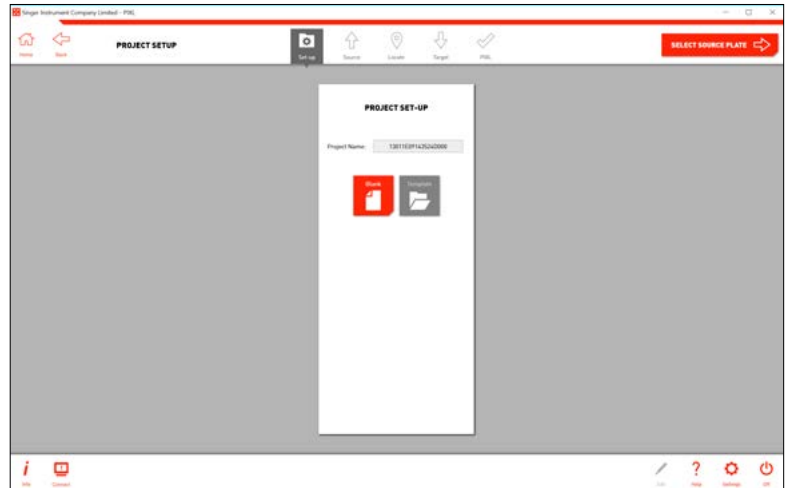 Singer Instrument Company Limited - PIXL
Home
Back
PROJECT SETUP
Set-up
Source
Locate
Target
PIXL
SELECT SOURCE PLATE
PROJECT SET-UP
Project Name:
Blank
Template
Info
Connect
Edit
Help
Settings
Off